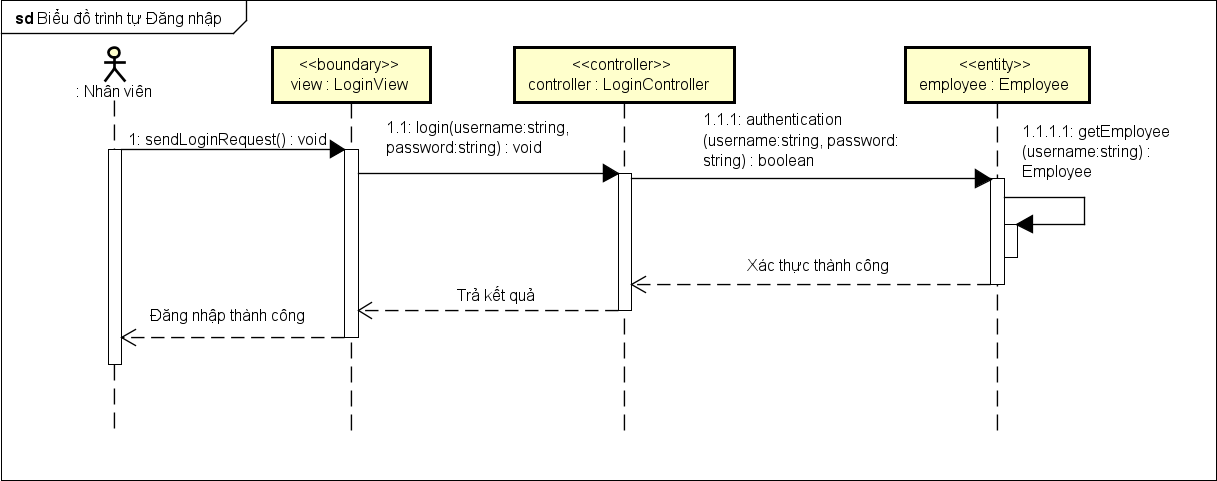 sd Biểu đồ trình tự Đăng nhập
: Nhân viên
<<boundary>>
view : LoginView
<<controller>>
controller : LoginController
<<entity>>
employee : Employee
1: sendLoginRequest() : void
1.1: login(username:string,
password:string) : void
1.1.1: authentication
(username:string, password:
string) : boolean
1.1.1.1: getEmployee
(username:string) :
Employee
Xác thực thành công
Trả kết quả
Đăng nhập thành công